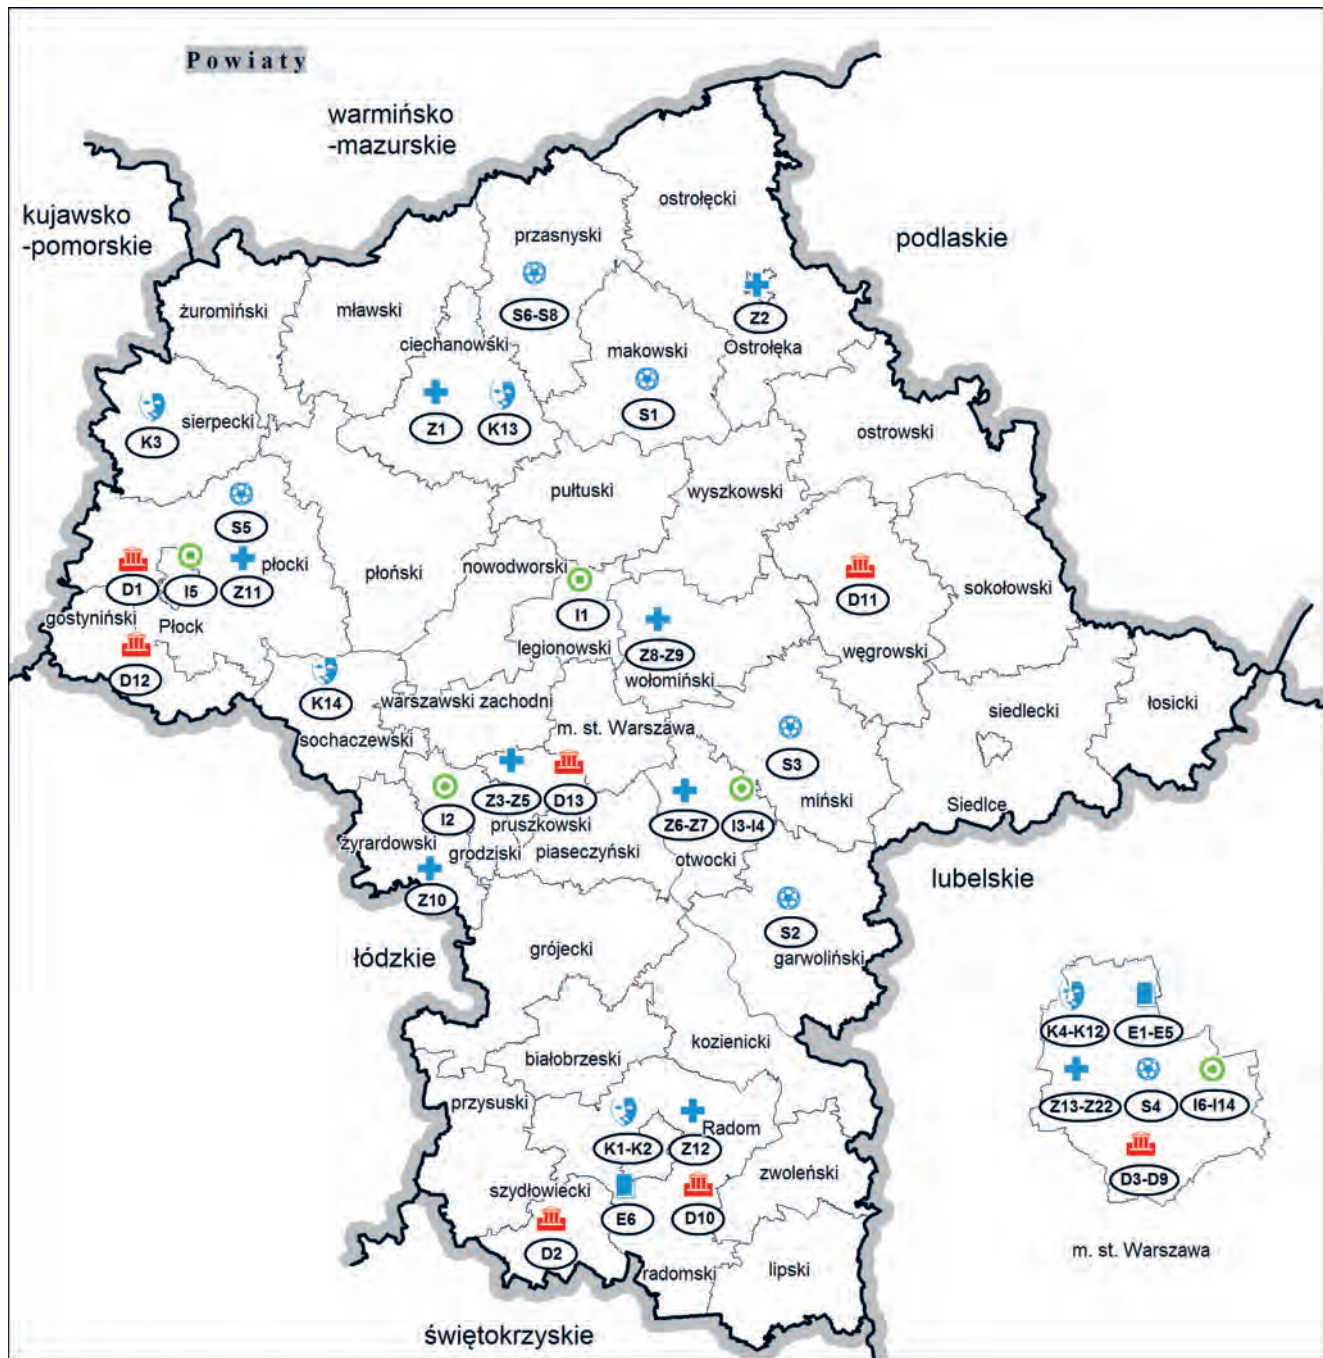 Powiaty
warmińsko
-mazurskie
kujawsko
-pomorskie
podlaskie
ostrołęcki
przasnyski
żuromiński
mławski
S6-S8
Z2
ciechanowski
makowski
Ostrołęka
K3
sierpecki
Z1
K13
S1
ostrowski
pułtuski
wyszkowski
S5
płocki
płoński
nowodworski
D1
I5
Z11
I1
D11
sokołowski
gostyniński
Płock
legionowski
Z8-Z9
węgrowski
D12
K14
wołomiński
warszawski zachodni
siedlecki
łosicki
sochaczewski
m. st. Warszawa
S3
Z3-Z5
D13
miński
Siedlce
I2
pruszkowski
Z6-Z7
I3-I4
żyrardowski
grodziski
piaseczyński
otwocki
lubelskie
Z10
łódzkie
grójecki
S2
garwoliński
K4-K12
E1-E5
białobrzeski
kozienicki
przysuski
Z13-Z22
S4
I6-I14
Radom
K1-K2
Z12
zwoleński
D3-D9
szydłowiecki
E6
D10
D2
m. st. Warszawa
radomski
lipski
świętokrzyskie